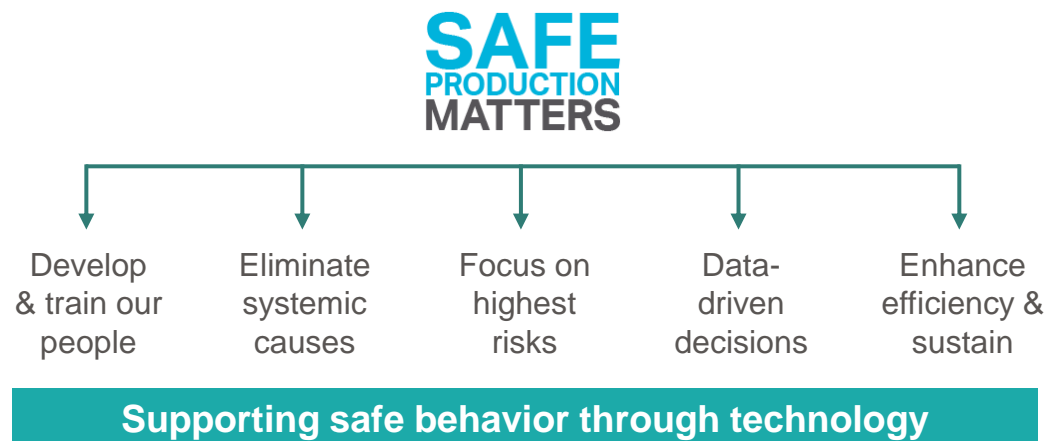 SAFE
PRODUCTION
MATTERS
Develop
& train our
people
Eliminate
systemic
causes
Focus on
highest
risks
Data-
driven
decisions
Enhance
efficiency &
sustain
Supporting safe behavior through technology